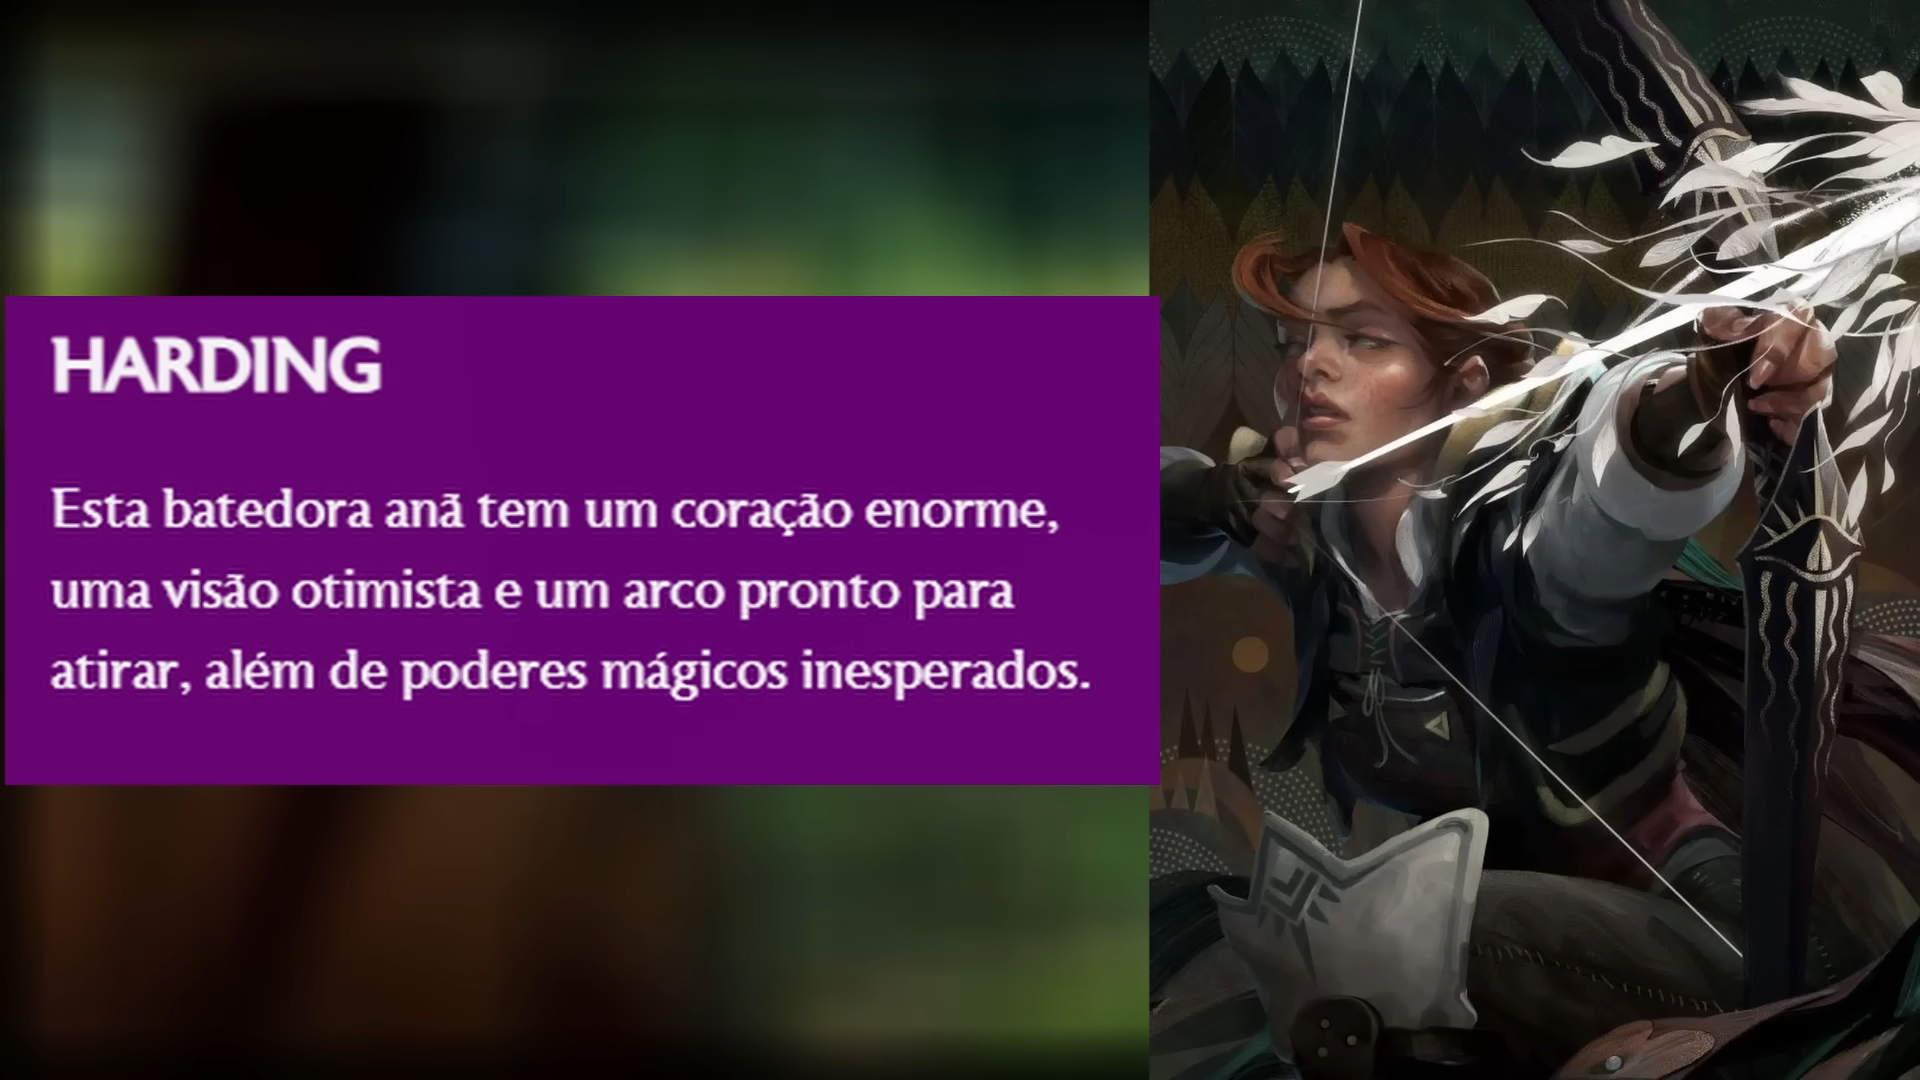 HARDING
Esta batedora anã tem um coração enorme,
uma visão otimista e um arco pronto para
atirar, além de poderes mágicos inesperados.